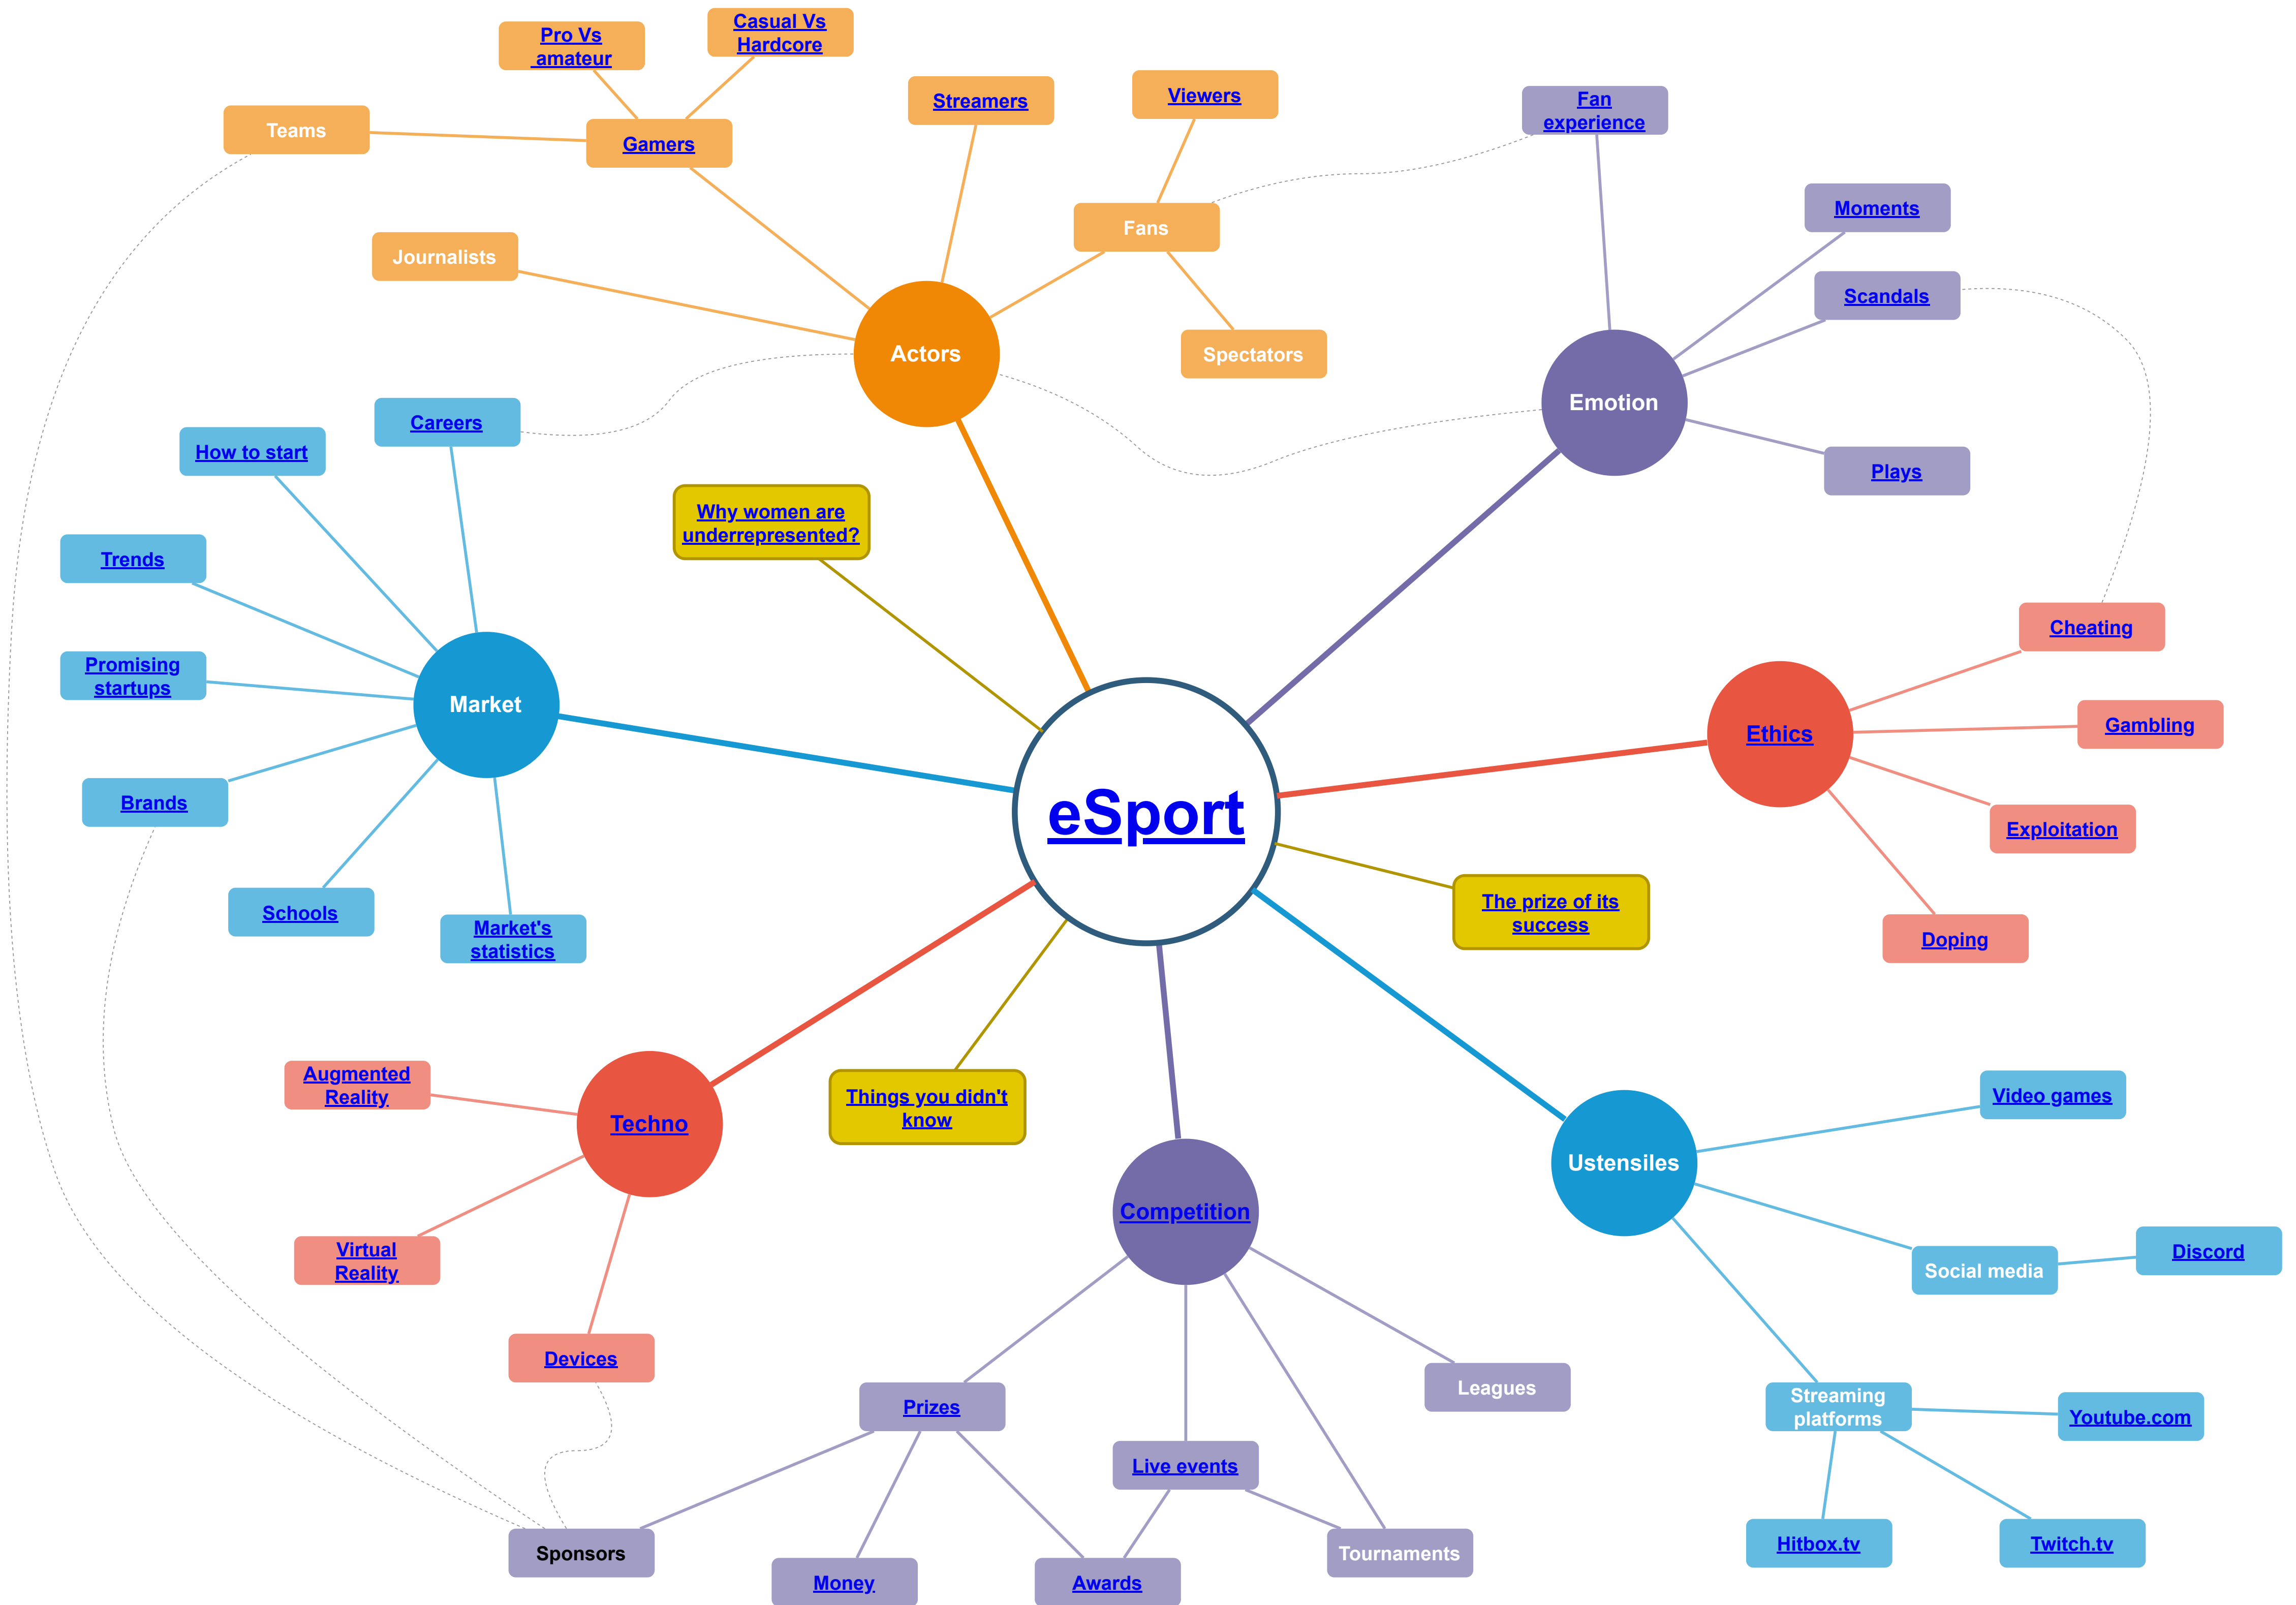 Pro Vs
amateur
Casual Vs
Hardcore
Streamers
Viewers
Fan
experience
Teams
Gamers
Moments
Fans
Journalists
Scandals
Spectators
Actors
Emotion
Careers
How to start
Plays
Why women are
underrepresented?
Trends
Cheating
Promising
startups
Market
Ethics
Gambling
Brands
eSport
Exploitation
Schools
Market's
statistics
The prize of its
success
Doping
Augmented
Reality
Techno
Things you didn't
know
Video games
Ustensiles
Competition
Virtual
Reality
Social media
Discord
Devices
Leagues
Prizes
Streaming
platforms
Youtube.com
Live events
Sponsors
Tournaments
Hitbox.tv
Twitch.tv
Money
Awards